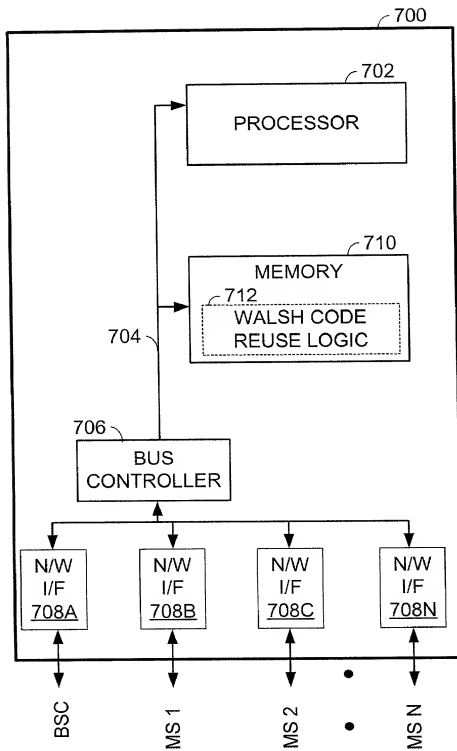 700
702
PROCESSOR
710
MEMORY
712
WALSH CODE
REUSE LOGIC
704
706
BUS
CONTROLLER
N/W
I/F
708A
N/W
I/F
708B
N/W
I/F
708C
N/W
I/F
708N
BSC
MS 1
MS 2
MS N